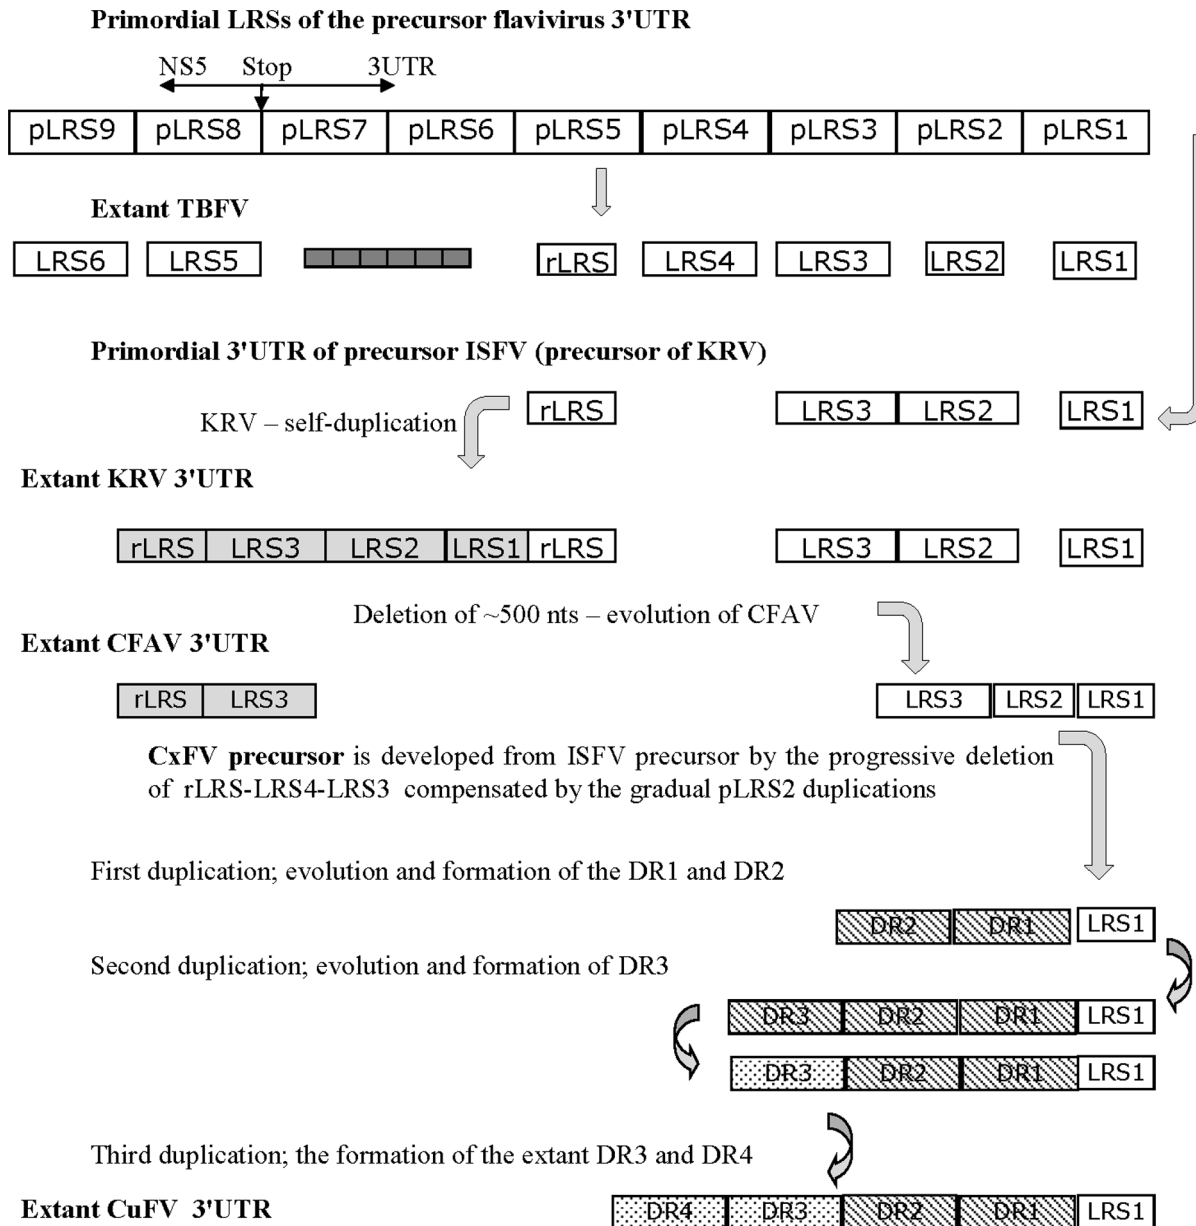 Primordial LRSs of the precursor flavivirus 3'UTR
NS5 Stop 3UTR
pLRS9 pLRS8 pLRS7 pLRS6 pLRS5 pLRS4 pLRS3 pLRS2 pLRS1
Extant TBFV
LRS6 LRS5 rLRS LRS4 LRS3 LRS2 LRS1
Primordial 3'UTR of precursor ISFV (precursor of KRV)
rLRS LRS3 LRS2 LRS1
KRV – self-duplication
Extant KRV 3'UTR
rLRS LRS3 LRS2 LRS1 rLRS LRS3 LRS2 LRS1
Deletion of ~500 nts – evolution of CFAV
Extant CFAV 3'UTR
rLRS LRS3 LRS3 LRS2 LRS1
CxFV precursor is developed from ISFV precursor by the progressive deletion
of rLRS-LRS4-LRS3 compensated by the gradual pLRS2 duplications
First duplication; evolution and formation of the DR1 and DR2
DR2 DR1 LRS1
Second duplication; evolution and formation of DR3
DR3 DR2 DR1 LRS1
DR3 DR2 DR1 LRS1
Third duplication; the formation of the extant DR3 and DR4
Extant CuFV 3'UTR DR4 DR3 DR2 DR1 LRS1